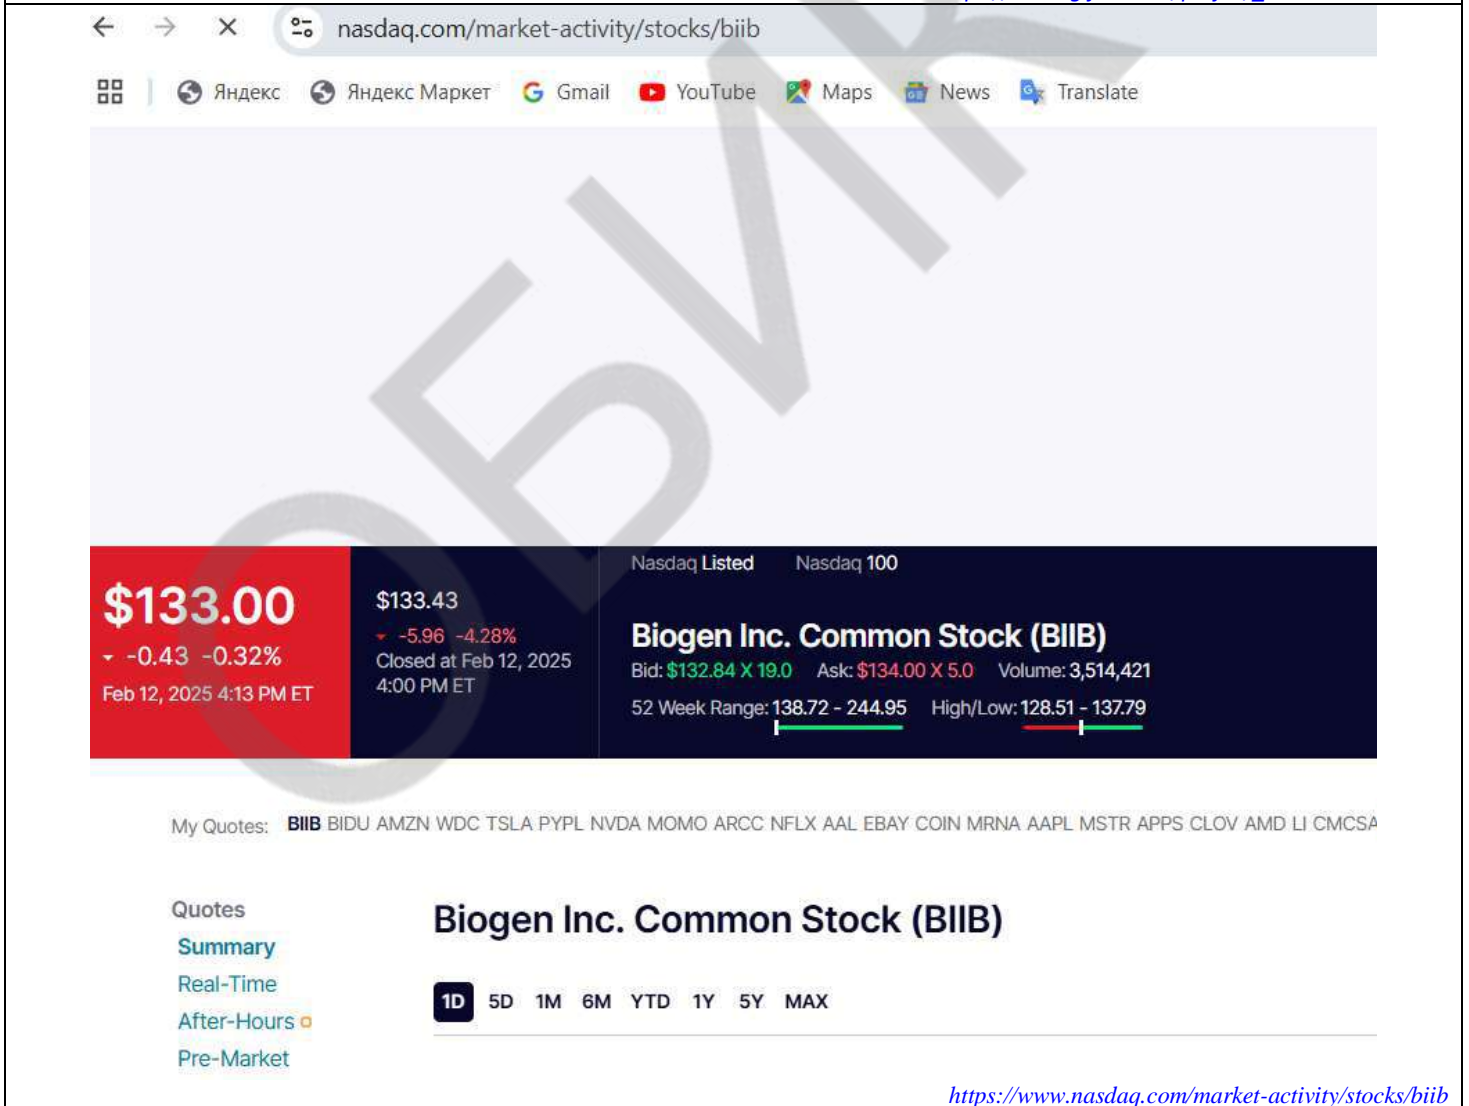 nasdaq.com/market-activity/stocks/biib
Яндекс Яндекс Маркет Gmail YouTube Maps News Translate
ОБИК
Nasdaq Listed Nasdaq 100
$133.00
-0.43 -0.32%
Feb 12, 2025 4:13 PM ET
$133.43
-5.96 -4.28%
Closed at Feb 12, 2025
4:00 PM ET
Biogen Inc. Common Stock (BIIB)
Bid: $132.84 X 19.0 Ask: $134.00 X 5.0 Volume: 3,514,421
52 Week Range: 138.72 - 244.95 High/Low: 128.51 - 137.79
My Quotes: BIIB BIDU AMZN WDC TSLA PYPL NVDA MOMO ARCC NFLX AAL EBAY COIN MRNA AAPL MSTR APPS CLOV AMD LI CMCSA
Quotes
Summary
Real-Time
After-Hours
Pre-Market
Biogen Inc. Common Stock (BIIB)
1D 5D 1M 6M YTD 1Y 5Y MAX
https://www.nasdaq.com/market-activity/stocks/biib